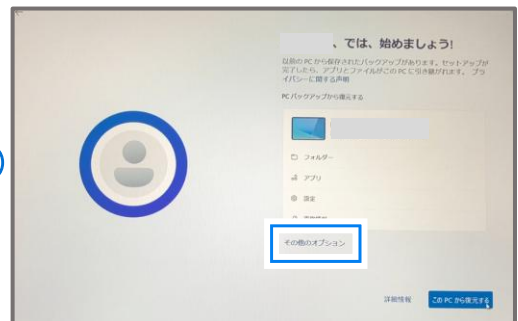 、では、始めましょう!
以前の PC から保存されたバックアップがあります。セットアップが
完了したら、アプリとファイルがこの PC に引き継がれます。 プラ
イバシーに関する声明
PC バックアップから復元する
フォルダー
アプリ
設定
その他のオプション
詳細情報
この PC から復元する